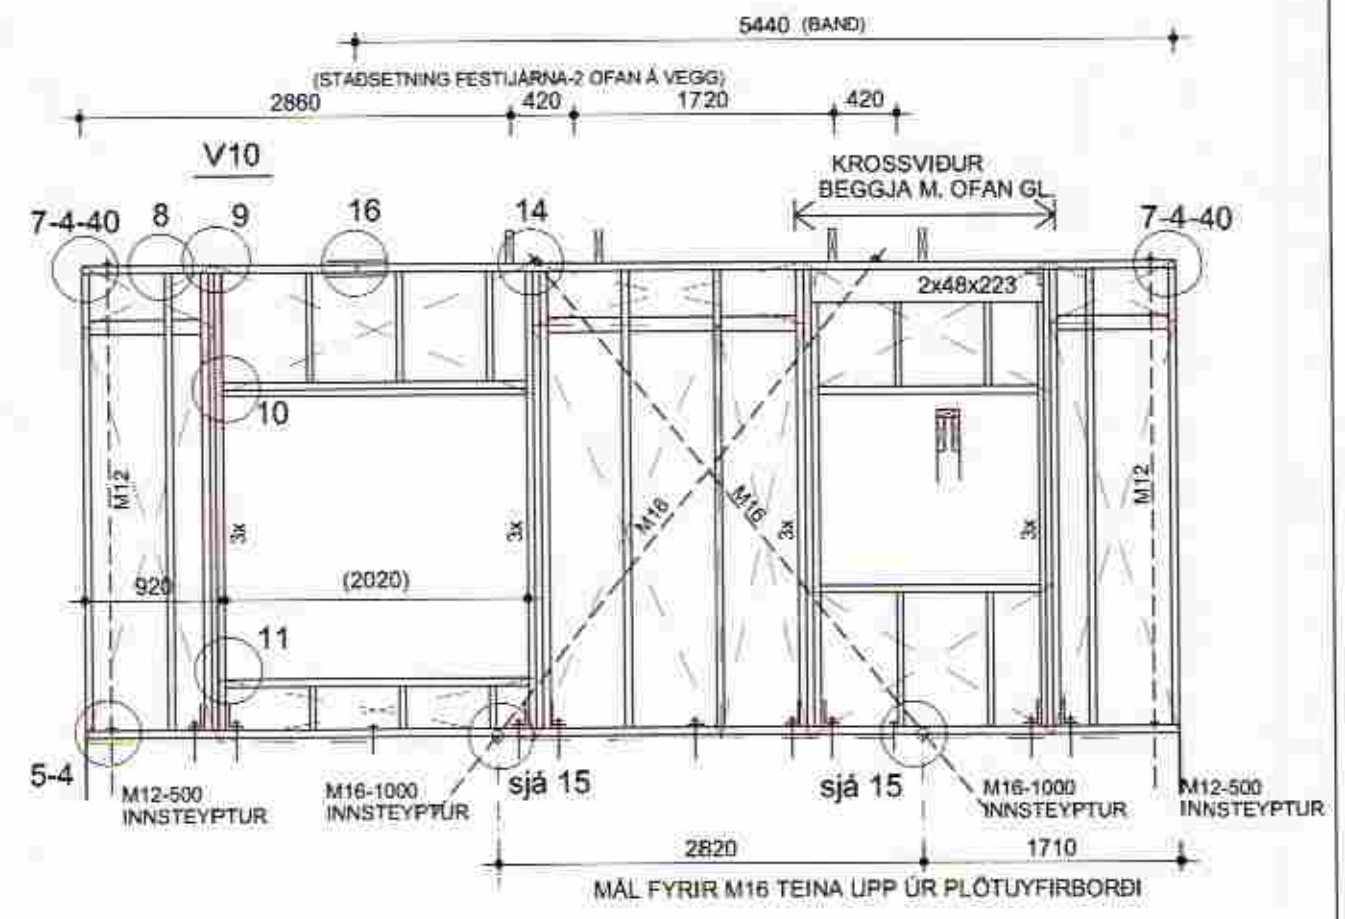 5440 (BAND)
(STAÐSETNING FESTIJÁRNA-2 OFAN Á VEGG)
2860 420 1720 420
V10
KROSSVIÐUR
BEGGJA M. OFAN GL.
7-4-40 8 9 16 14 7-4-40
2x48x223
10
M12 M16 M16 M12
3x 3x 3x 3x
920 (2020)
11
5-4 sjá 15 sjá 15
M12-500
INNSTEYPTUR
M16-1000
INNSTEYPTUR
M16-1000
INNSTEYPTUR
M12-500
INNSTEYPTUR
2820 1710
MÁL FYRIR M16 TEINA UPP ÚR PLÖTUYFIRBORÐI